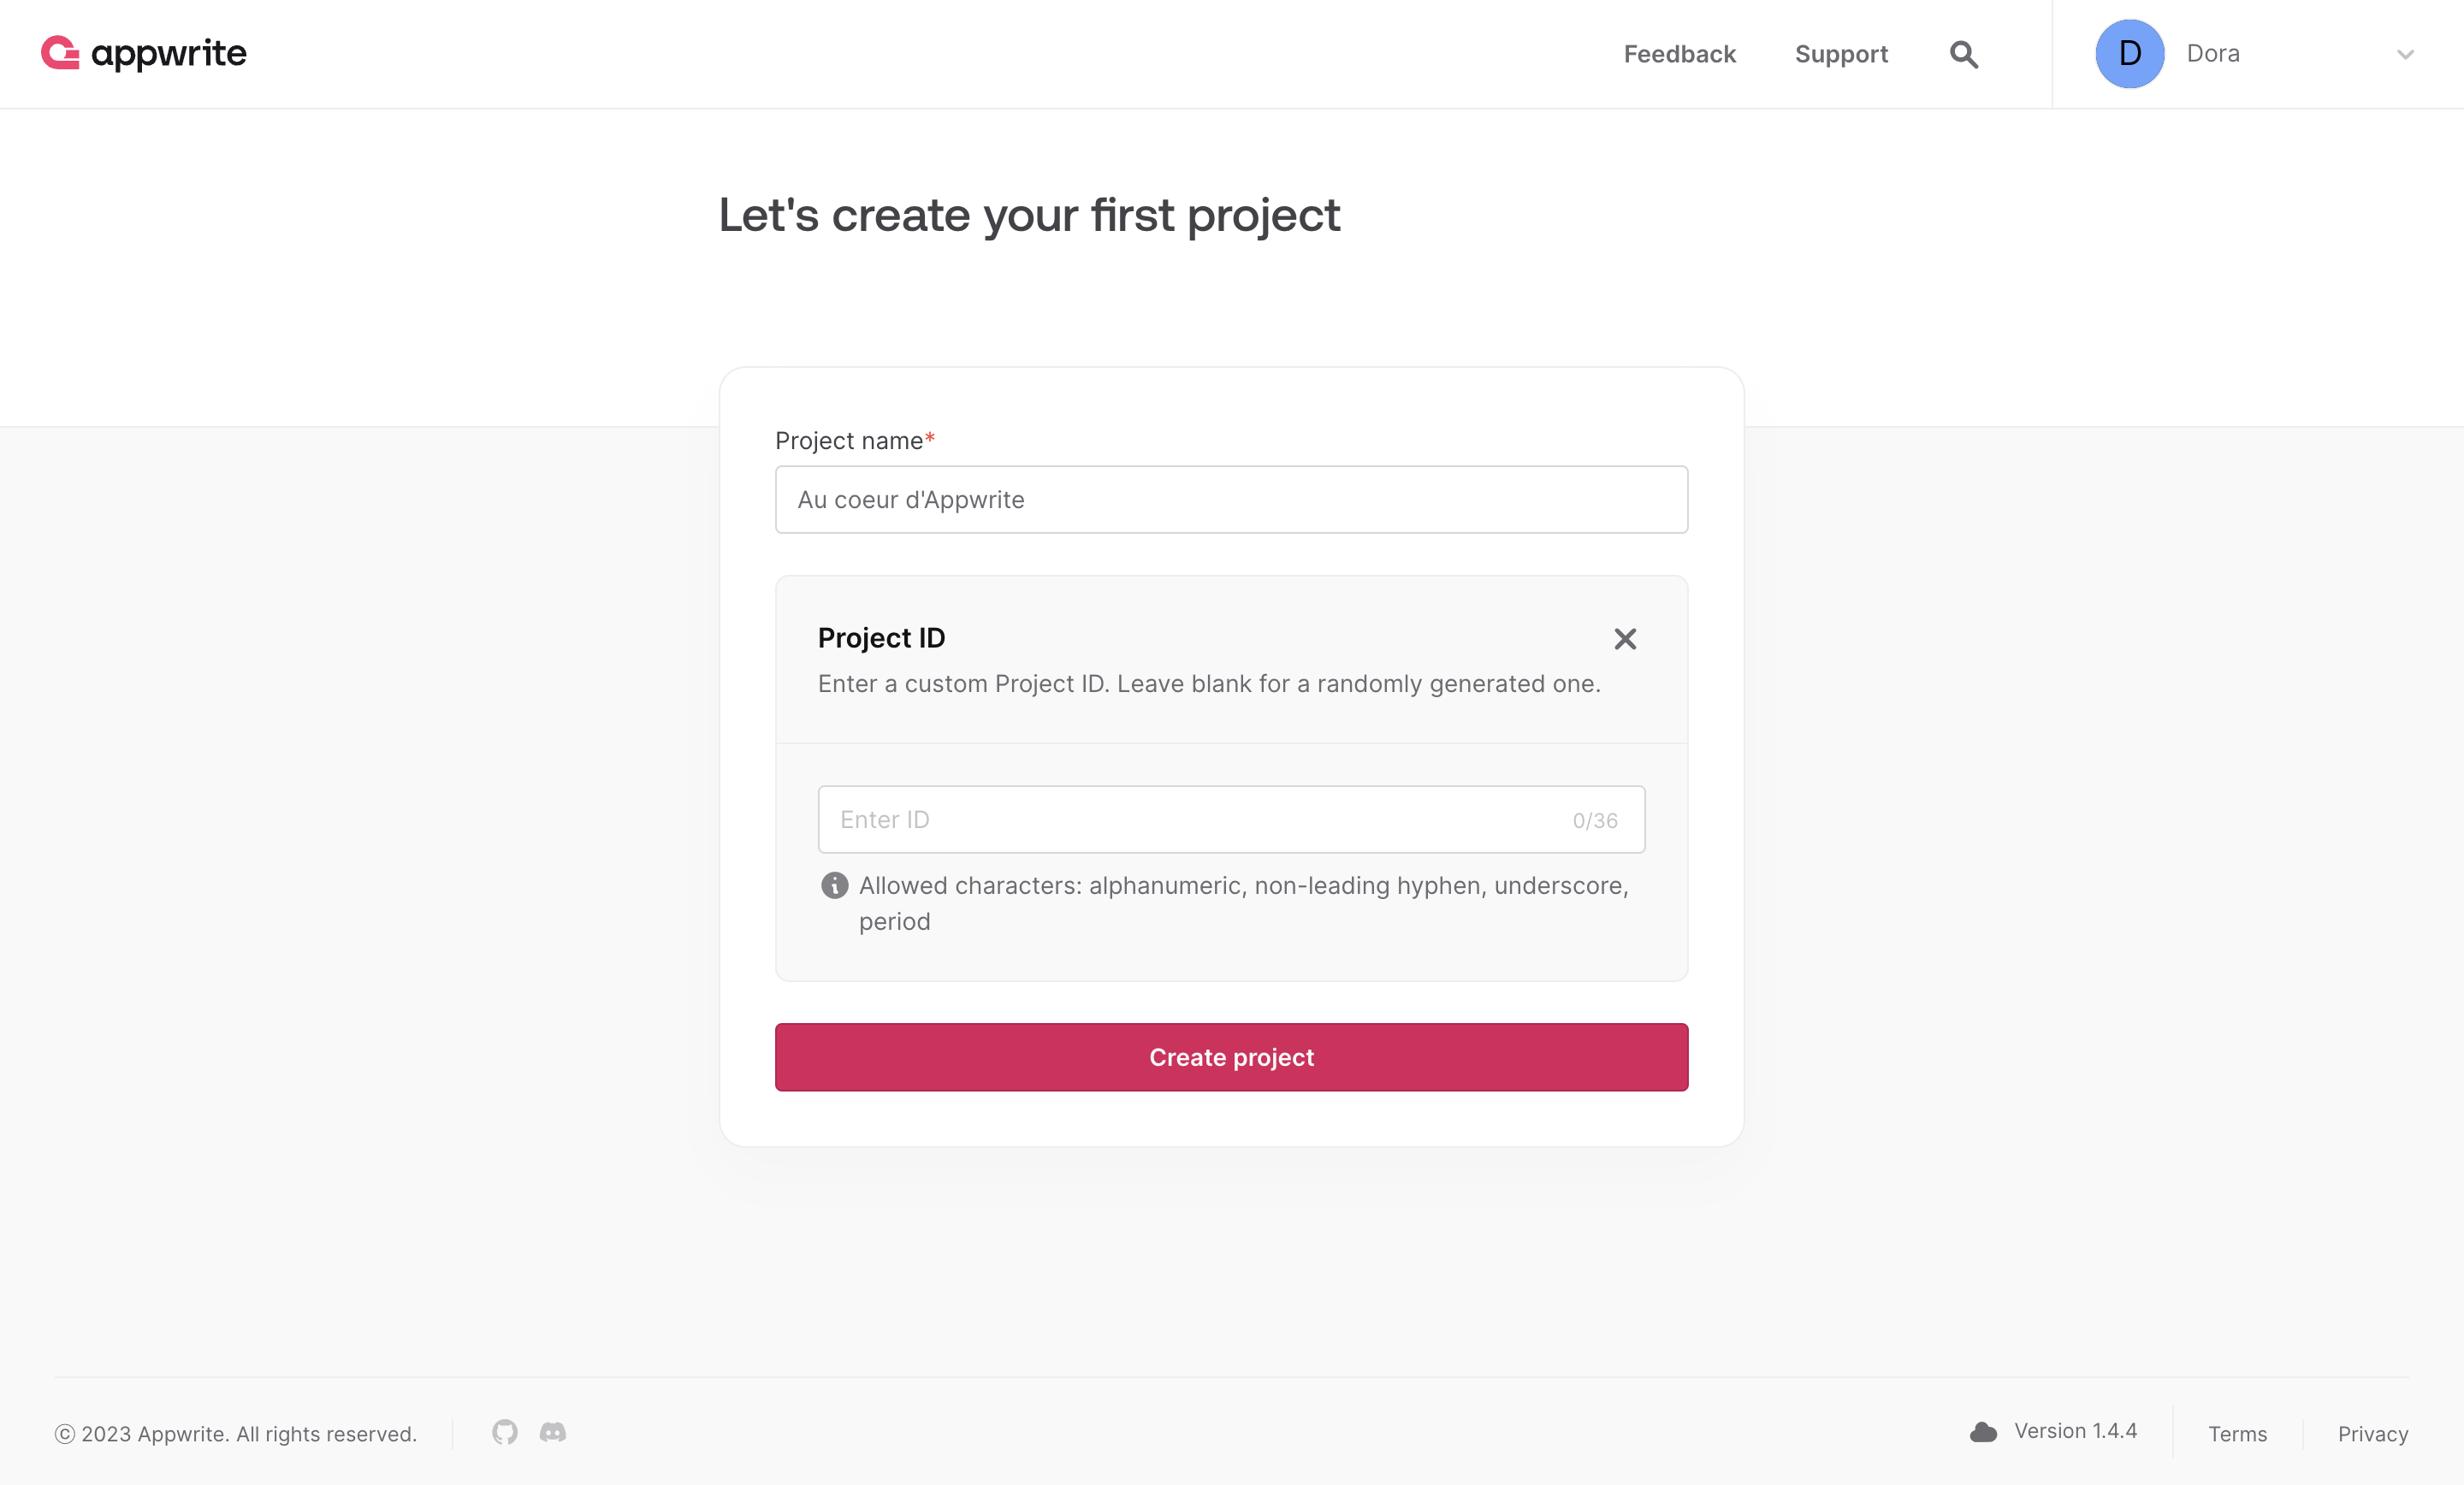 appwrite
Feedback
Support
D
Dora
Let's create your first project
Project name*
Au coeur d'Appwrite
Project ID
Enter a custom Project ID. Leave blank for a randomly generated one.
Enter ID
0/36
Allowed characters: alphanumeric, non-leading hyphen, underscore,
period
Create project
© 2023 Appwrite. All rights reserved.
Version 1.4.4
Terms
Privacy